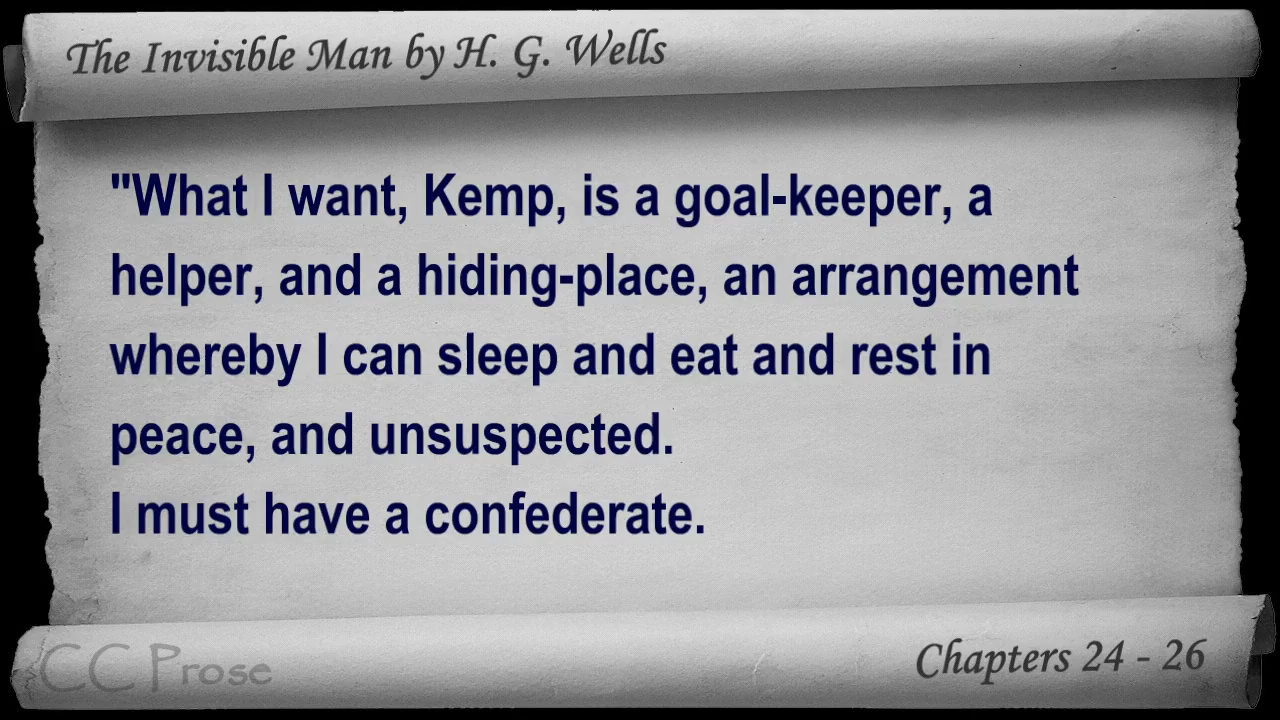 The Invisible Man by H. G. Wells
"What I want, Kemp, is a goal-keeper, a
helper, and a hiding-place, an arrangement
whereby I can sleep and eat and rest in
peace, and unsuspected.
I must have a confederate.
CC Prose
Chapters 24 - 26